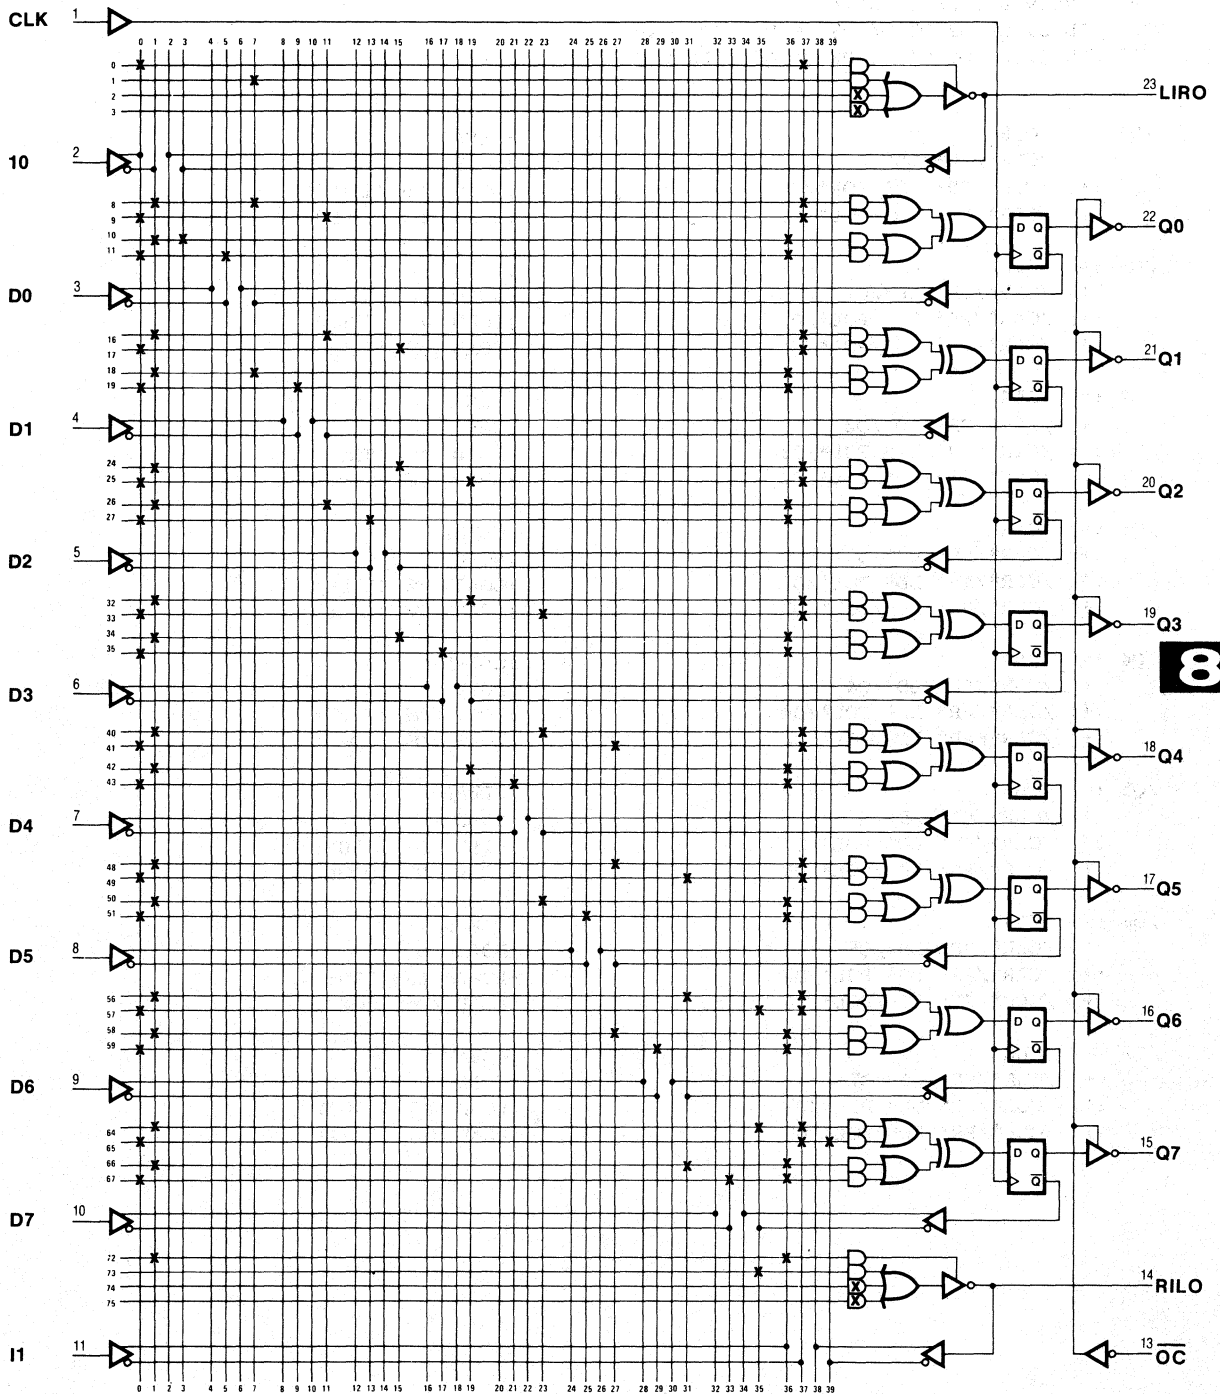 CLK 1
0 1 2 3 4 5 6 7 8 9 10 11 12 13 14 15 16 17 18 19 20 21 22 23 24 25 26 27 28 29 30 31 32 33 34 35 36 37 38 39
0
1
2
3
23 LIRO
10 2
8
9
10
11
D Q
Q̅
22 Q0
D0 3
16
17
18
19
D Q
Q̅
21 Q1
D1 4
24
25
26
27
D Q
Q̅
20 Q2
D2 5
32
33
34
35
D Q
Q̅
19 Q3
8
D3 6
40
41
42
43
D Q
Q̅
18 Q4
D4 7
48
49
50
51
D Q
Q̅
17 Q5
D5 8
56
57
58
59
D Q
Q̅
16 Q6
D6 9
64
65
66
67
D Q
Q̅
15 Q7
D7 10
72
73
74
75
14 RILO
I1 11
13 O̅C̅
0 1 2 3 4 5 6 7 8 9 10 11 12 13 14 15 16 17 18 19 20 21 22 23 24 25 26 27 28 29 30 31 32 33 34 35 36 37 38 39